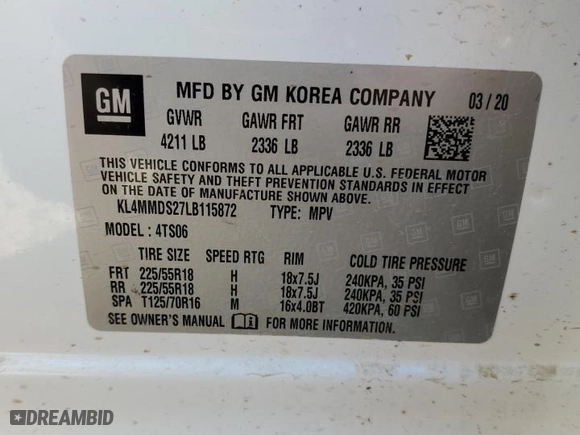 GM
MFD BY GM KOREA COMPANY 03 / 20
GVWR GAWR FRT GAWR RR
4211 LB 2336 LB 2336 LB
THIS VEHICLE CONFORMS TO ALL APPLICABLE U.S. FEDERAL MOTOR
VEHICLE SAFETY AND THEFT PREVENTION STANDARDS IN EFFECT
ON THE DATE OF MANUFACTURE SHOWN ABOVE.
KL4MMDS27LB115872 TYPE: MPV
MODEL : 4TS06
TIRE SIZE SPEED RTG RIM COLD TIRE PRESSURE
FRT 225/55R18 H 18x7.5J 240KPA, 35 PSI
RR 225/55R18 H 18x7.5J 240KPA, 35 PSI
SPA T125/70R16 M 16x4.0BT 420KPA, 60 PSI
SEE OWNER'S MANUAL FOR MORE INFORMATION.
DREAMBID